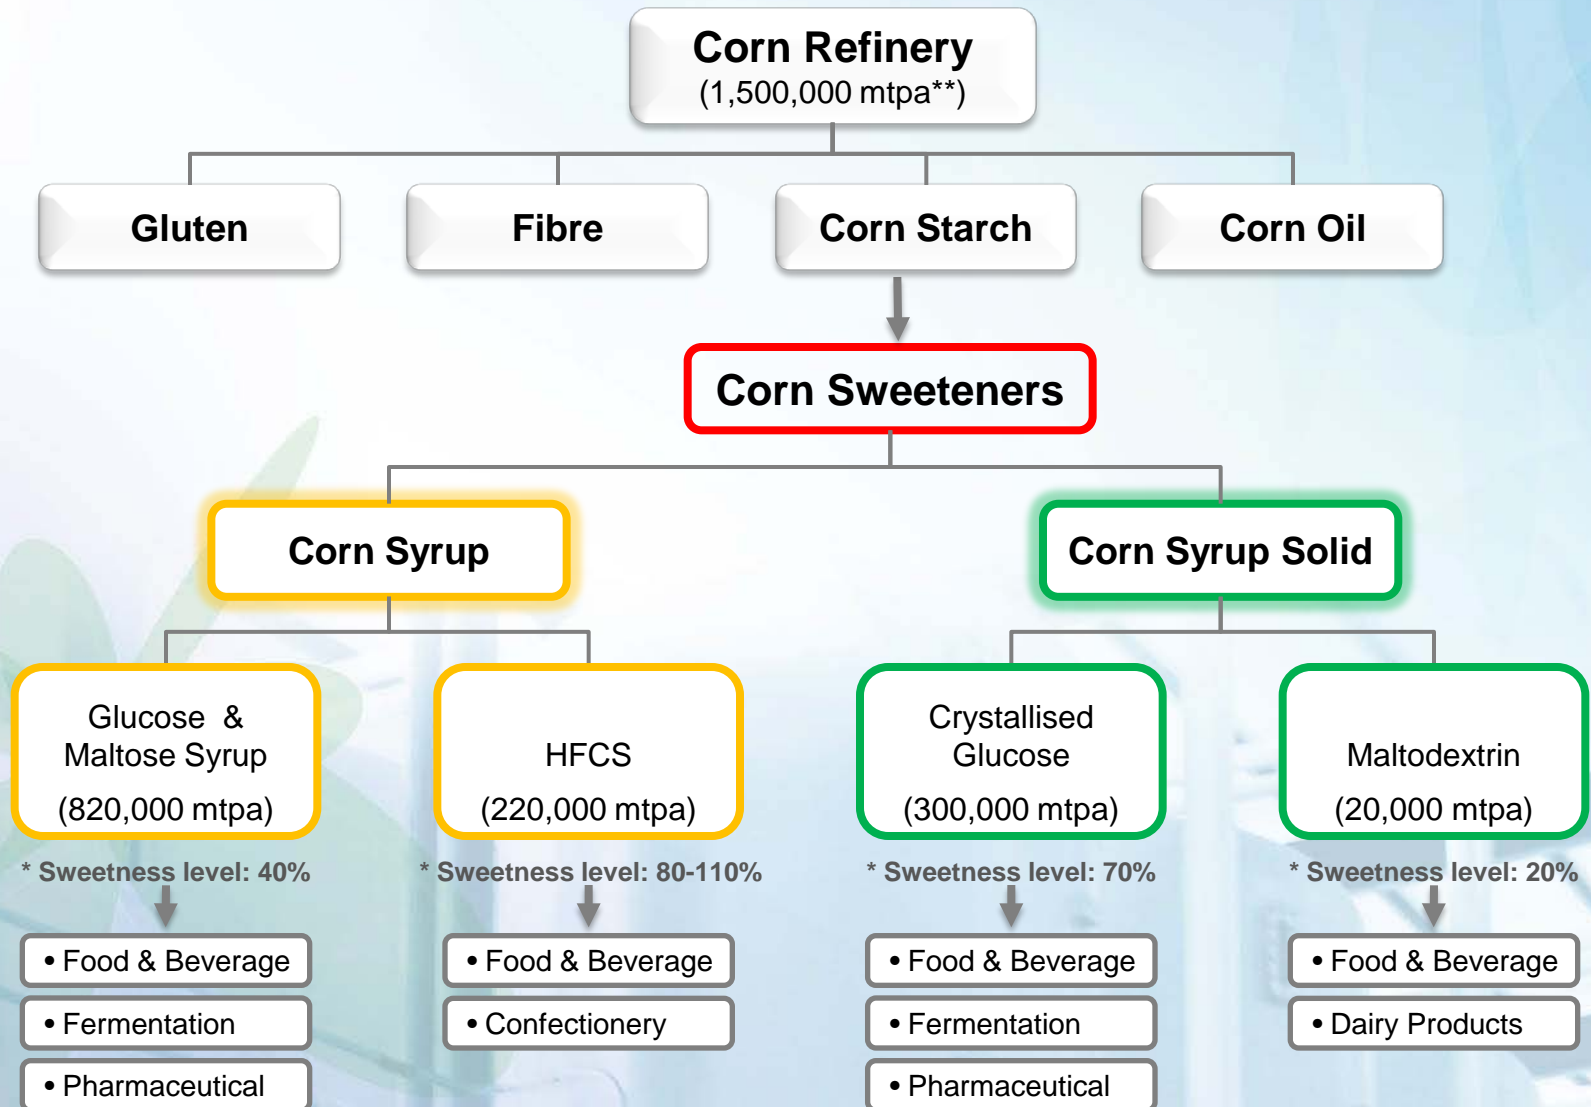 Corn Refinery
(1,500,000 mtpa**)
Gluten
Fibre
Corn Starch
Corn Oil
Corn Sweeteners
Corn Syrup
Corn Syrup Solid
Glucose &
Maltose Syrup
(820,000 mtpa)
HFCS
(220,000 mtpa)
Crystallised
Glucose
(300,000 mtpa)
Maltodextrin
(20,000 mtpa)
* Sweetness level: 40%
* Sweetness level: 80-110%
* Sweetness level: 70%
* Sweetness level: 20%
• Food & Beverage
• Fermentation
• Pharmaceutical
• Food & Beverage
• Confectionery
• Food & Beverage
• Fermentation
• Pharmaceutical
• Food & Beverage
• Dairy Products